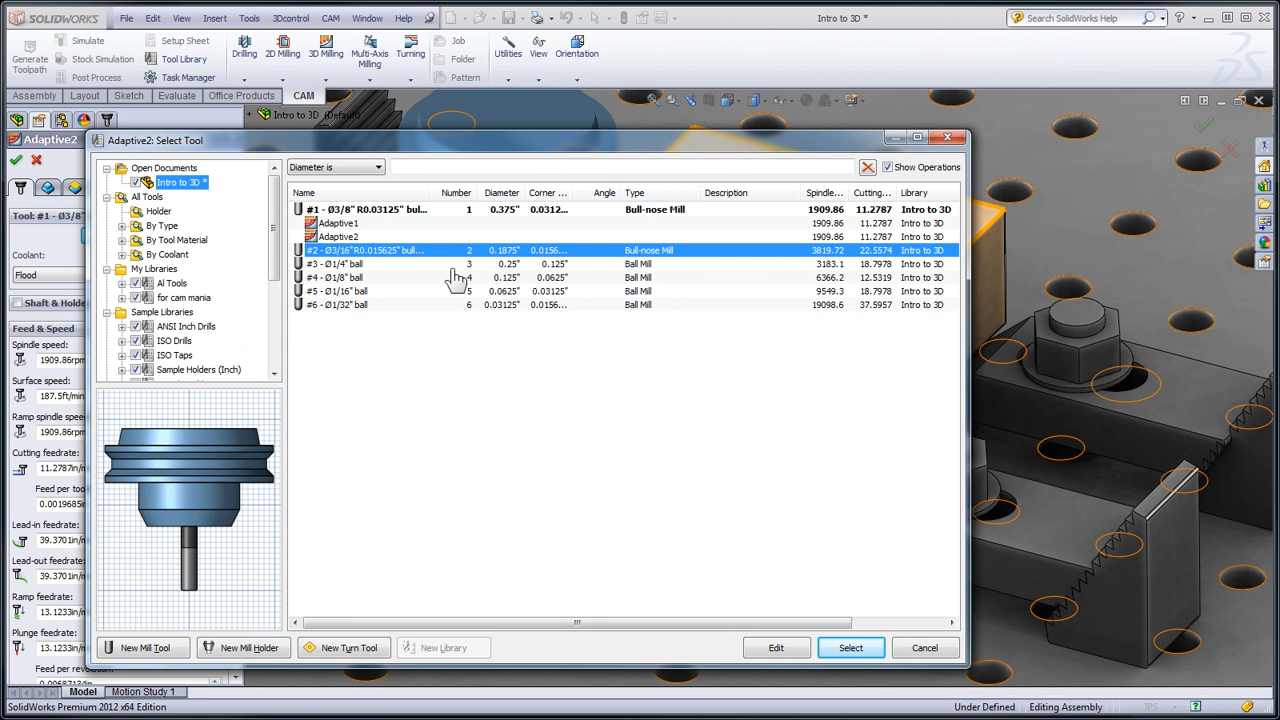 SOLIDWORKS File Edit View Insert Tools 3Dcontrol CAM Window Help Intro to 3D * Search SolidWorks Help
Generate Toolpath
Simulate
Stock Simulation
Post Process
Setup Sheet
Tool Library
Task Manager
Drilling
2D Milling
3D Milling
Multi-Axis Milling
Turning
Job
Folder
Pattern
Utilities
View
Orientation
Assembly Layout Sketch Evaluate Office Products CAM
Intro to 3D (Default)
Adaptive2
Tool: #1 - Ø3/8"
Coolant:
Flood
Shaft & Holder
Feed & Speed
Spindle speed:
1909.86rpm
Surface speed:
187.5ft/min
Ramp spindle speed:
1909.86rpm
Cutting feedrate:
11.2787in/m
Feed per tooth:
0.0019685in
Lead-in feedrate:
39.3701in/m
Lead-out feedrate:
39.3701in/m
Ramp feedrate:
13.1233in/m
Plunge feedrate:
13.1233in/m
Feed per revolution:
0.0068713in
Adaptive2: Select Tool
Open Documents
Intro to 3D *
All Tools
Holder
By Type
By Tool Material
By Coolant
My Libraries
Al Tools
for cam mania
Sample Libraries
ANSI Inch Drills
ISO Drills
ISO Taps
Sample Holders (Inch)
Diameter is
Show Operations
Name Number Diameter Corner ... Angle Type Description Spindle... Cutting... Library
#1 - Ø3/8" R0.03125" bul... 1 0.375" 0.0312... Bull-nose Mill 1909.86 11.2787 Intro to 3D
Adaptive1 1909.86 11.2787 Intro to 3D
Adaptive2 1909.86 11.2787 Intro to 3D
#2 - Ø3/16" R0.015625" bull... 2 0.1875" 0.0156... Bull-nose Mill 3819.72 22.5574 Intro to 3D
#3 - Ø1/4" ball 3 0.25" 0.125" Ball Mill 3183.1 18.7978 Intro to 3D
#4 - Ø1/8" ball 4 0.125" 0.0625" Ball Mill 6366.2 12.5319 Intro to 3D
#5 - Ø1/16" ball 5 0.0625" 0.03125" Ball Mill 9549.3 18.7978 Intro to 3D
#6 - Ø1/32" ball 6 0.03125" 0.0156... Ball Mill 19098.6 37.5957 Intro to 3D
New Mill Tool New Mill Holder New Turn Tool New Library Edit Select Cancel
Model Motion Study 1
SolidWorks Premium 2012 x64 Edition Under Defined Editing Assembly IPS